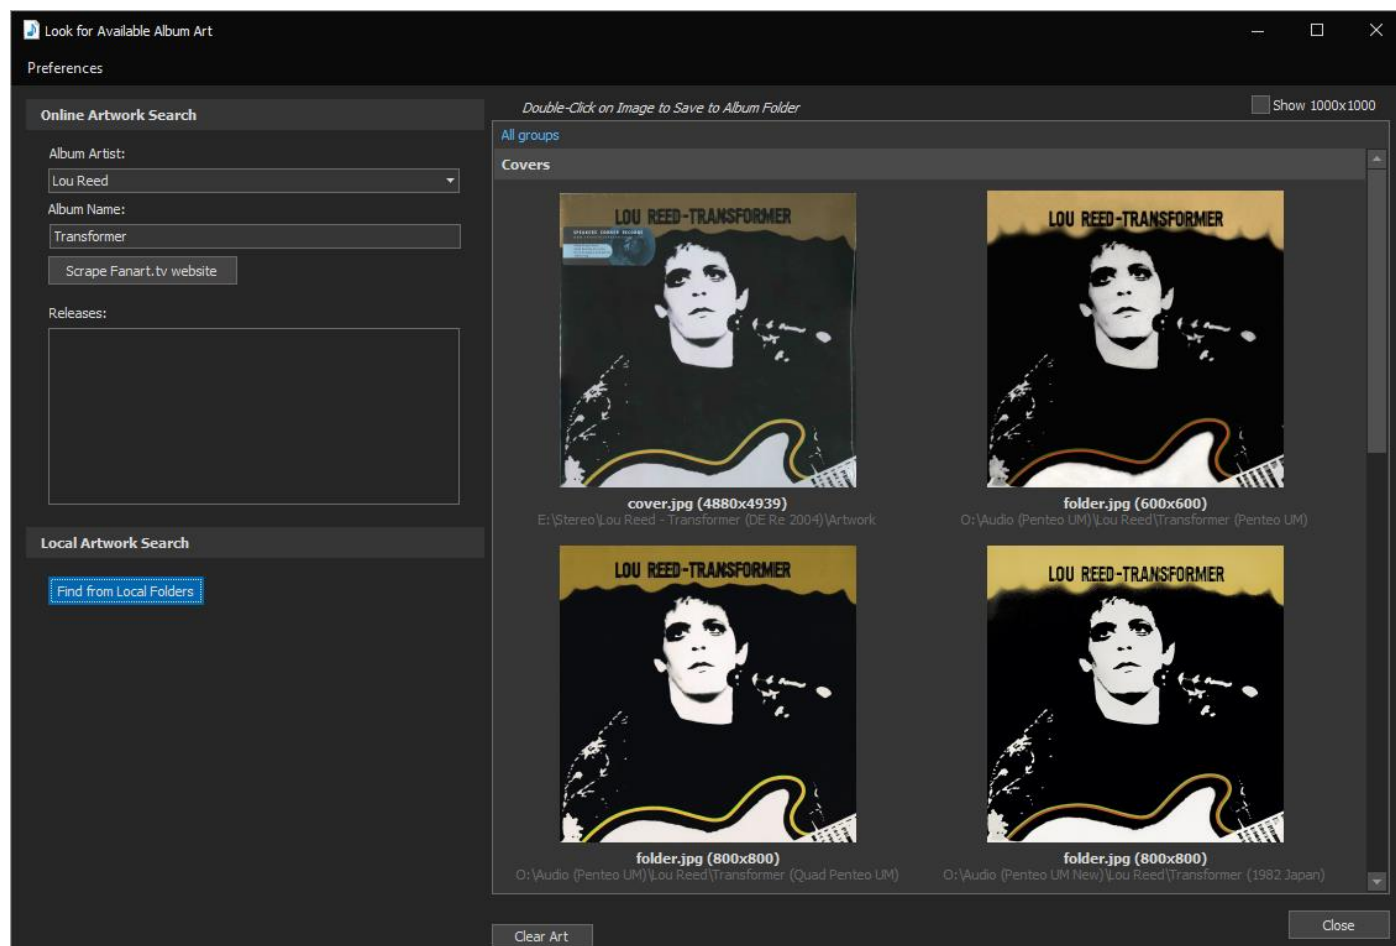 Look for Available Album Art
Preferences
Online Artwork Search
Album Artist:
Lou Reed
Album Name:
Transformer
Scrape Fanart.tv website
Releases:
Local Artwork Search
Find from Local Folders
Double-Click on Image to Save to Album Folder
Show 1000x1000
All groups
Covers
LOU REED-TRANSFORMER
SPEAKERS CORNER RECORDS
cover.jpg (4880x4939)
E:\Stereo\Lou Reed - Transformer (DE Re 2004)\Artwork
LOU REED-TRANSFORMER
folder.jpg (600x600)
O:\Audio (Penteo UM)\Lou Reed\Transformer (Penteo UM)
LOU REED-TRANSFORMER
folder.jpg (800x800)
O:\Audio (Penteo UM)\Lou Reed\Transformer (Quad Penteo UM)
LOU REED-TRANSFORMER
folder.jpg (800x800)
O:\Audio (Penteo UM New)\Lou Reed\Transformer (1982 Japan)
Clear Art
Close